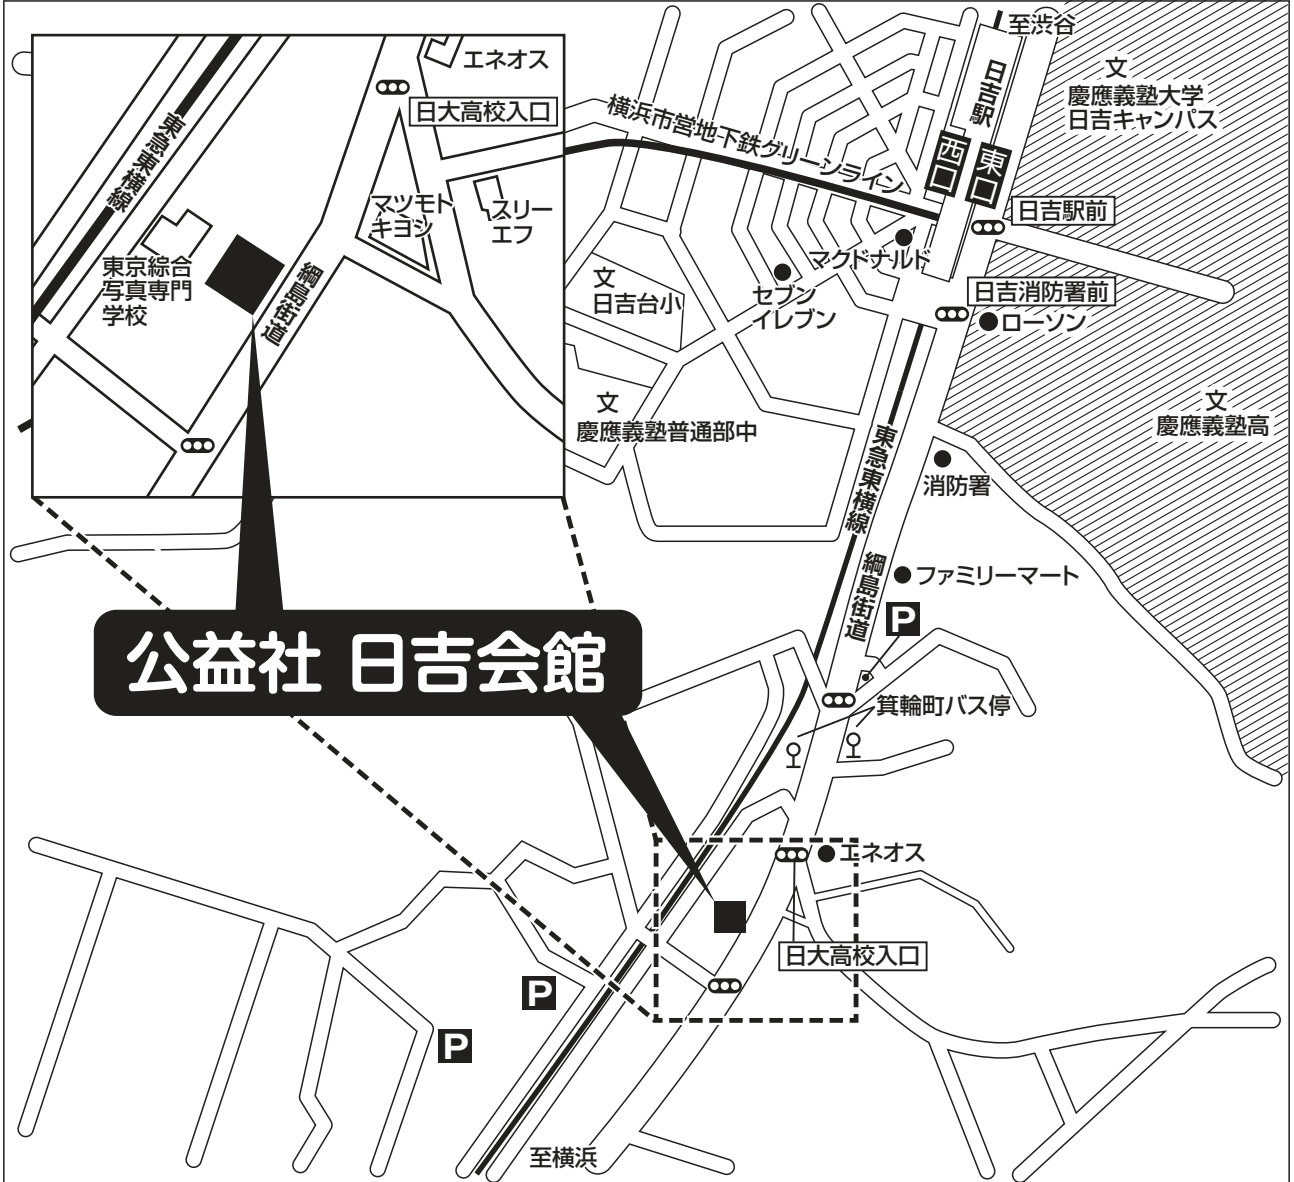 至渋谷
日吉駅
文
慶應義塾大学
日吉キャンパス
エネオス
日大高校入口
横浜市営地下鉄グリーンライン
西口
東口
東急東横線
マツモト
キヨシ
スリー
エフ
日吉駅前
東京綜合
写真専門
学校
綱島街道
マクドナルド
文
日吉台小
セブン
イレブン
日吉消防署前
ローソン
文
慶應義塾普通部中
文
慶應義塾高
東急東横線
消防署
綱島街道
ファミリーマート
P
公益社 日吉会館
箕輪町バス停
エネオス
日大高校入口
P
P
至横浜